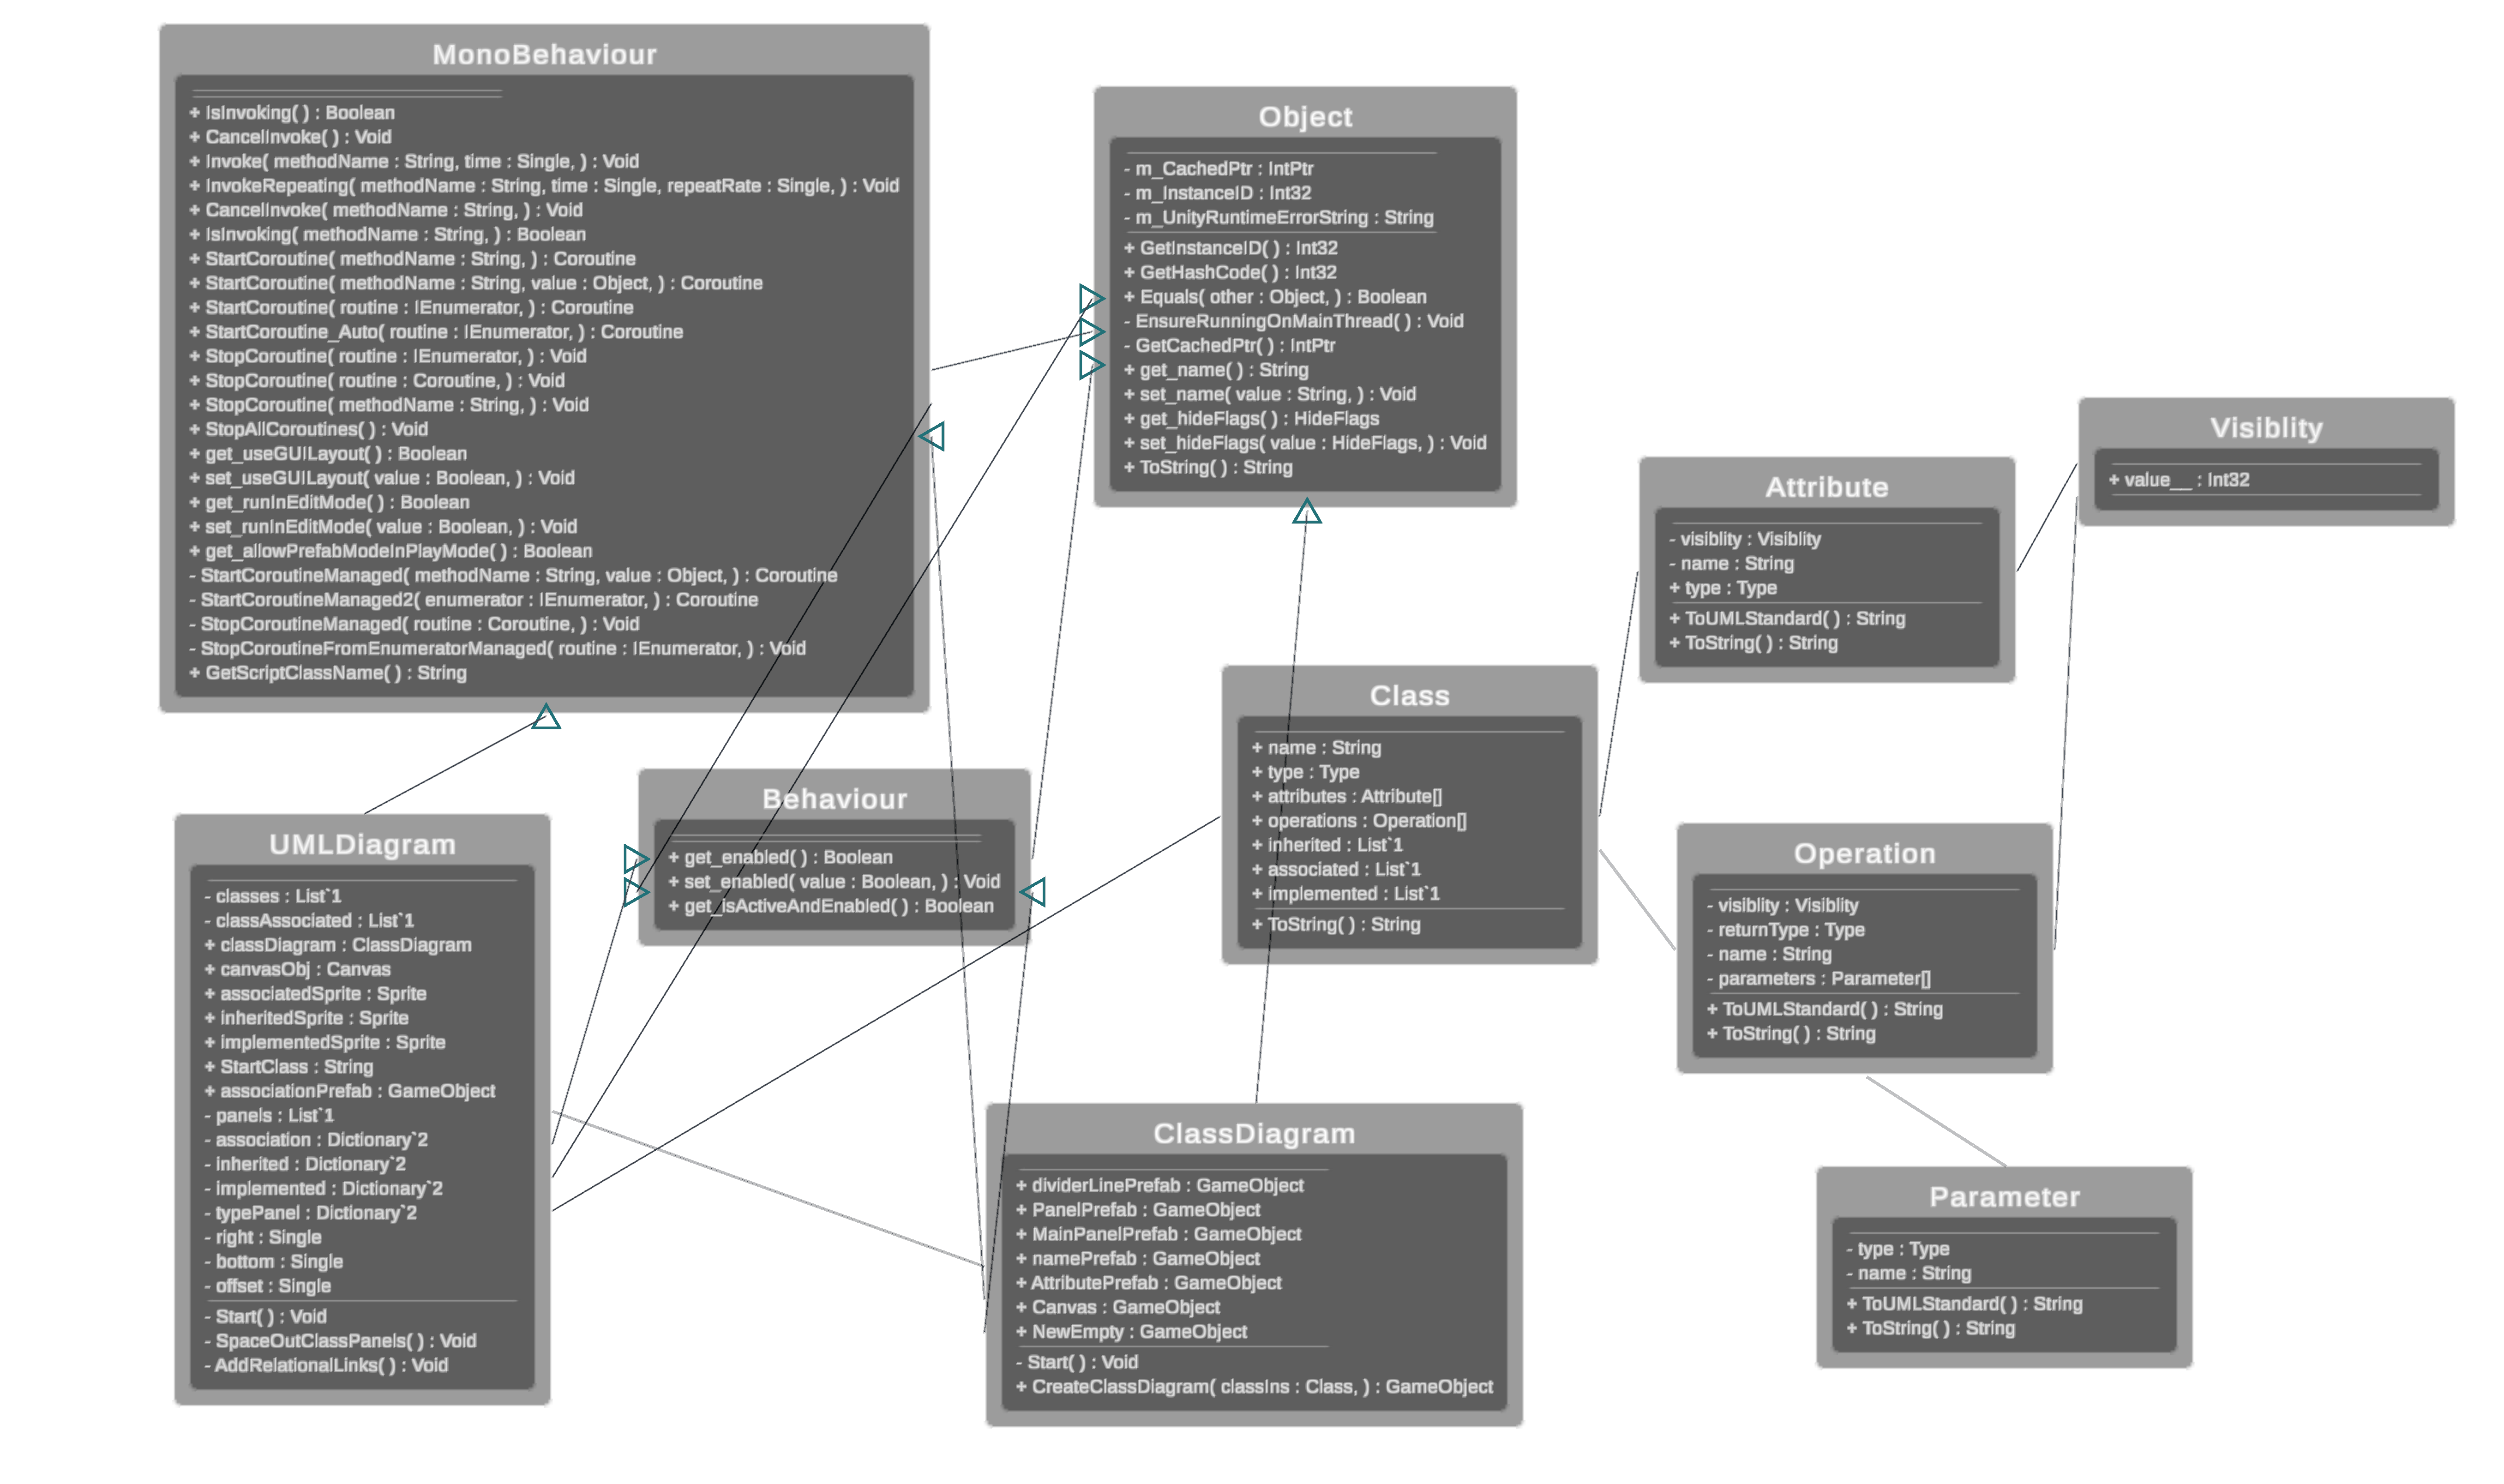 MonoBehaviour
+ IsInvoking( ) : Boolean
+ CancelInvoke( ) : Void
+ Invoke( methodName : String, time : Single, ) : Void
+ InvokeRepeating( methodName : String, time : Single, repeatRate : Single, ) : Void
+ CancelInvoke( methodName : String, ) : Void
+ IsInvoking( methodName : String, ) : Boolean
+ StartCoroutine( methodName : String, ) : Coroutine
+ StartCoroutine( methodName : String, value : Object, ) : Coroutine
+ StartCoroutine( routine : IEnumerator, ) : Coroutine
+ StartCoroutine_Auto( routine : IEnumerator, ) : Coroutine
+ StopCoroutine( routine : IEnumerator, ) : Void
+ StopCoroutine( routine : Coroutine, ) : Void
+ StopCoroutine( methodName : String, ) : Void
+ StopAllCoroutines( ) : Void
+ get_useGUILayout( ) : Boolean
+ set_useGUILayout( value : Boolean, ) : Void
+ get_runInEditMode( ) : Boolean
+ set_runInEditMode( value : Boolean, ) : Void
+ get_allowPrefabModeInPlayMode( ) : Boolean
- StartCoroutineManaged( methodName : String, value : Object, ) : Coroutine
- StartCoroutineManaged2( enumerator : IEnumerator, ) : Coroutine
- StopCoroutineManaged( routine : Coroutine, ) : Void
- StopCoroutineFromEnumeratorManaged( routine : IEnumerator, ) : Void
+ GetScriptClassName( ) : String
Object
- m_CachedPtr : IntPtr
- m_InstanceID : Int32
- m_UnityRuntimeErrorString : String
+ GetInstanceID( ) : Int32
+ GetHashCode( ) : Int32
+ Equals( other : Object, ) : Boolean
- EnsureRunningOnMainThread( ) : Void
- GetCachedPtr( ) : IntPtr
+ get_name( ) : String
+ set_name( value : String, ) : Void
+ get_hideFlags( ) : HideFlags
+ set_hideFlags( value : HideFlags, ) : Void
+ ToString( ) : String
Visiblity
+ value__ : Int32
Attribute
- visiblity : Visiblity
- name : String
+ type : Type
+ ToUMLStandard( ) : String
+ ToString( ) : String
Class
+ name : String
+ type : Type
+ attributes : Attribute[]
+ operations : Operation[]
+ inherited : List`1
+ associated : List`1
+ implemented : List`1
+ ToString( ) : String
Behaviour
+ get_enabled( ) : Boolean
+ set_enabled( value : Boolean, ) : Void
+ get_isActiveAndEnabled( ) : Boolean
UMLDiagram
- classes : List`1
- classAssociated : List`1
+ classDiagram : ClassDiagram
+ canvasObj : Canvas
+ associatedSprite : Sprite
+ inheritedSprite : Sprite
+ implementedSprite : Sprite
+ StartClass : String
+ associationPrefab : GameObject
- panels : List`1
- association : Dictionary`2
- inherited : Dictionary`2
- implemented : Dictionary`2
- typePanel : Dictionary`2
- right : Single
- bottom : Single
- offset : Single
- Start( ) : Void
- SpaceOutClassPanels( ) : Void
- AddRelationalLinks( ) : Void
Operation
- visiblity : Visiblity
- returnType : Type
- name : String
- parameters : Parameter[]
+ ToUMLStandard( ) : String
+ ToString( ) : String
ClassDiagram
+ dividerLinePrefab : GameObject
+ PanelPrefab : GameObject
+ MainPanelPrefab : GameObject
+ namePrefab : GameObject
+ AttributePrefab : GameObject
+ Canvas : GameObject
+ NewEmpty : GameObject
- Start( ) : Void
+ CreateClassDiagram( classIns : Class, ) : GameObject
Parameter
- type : Type
- name : String
+ ToUMLStandard( ) : String
+ ToString( ) : String